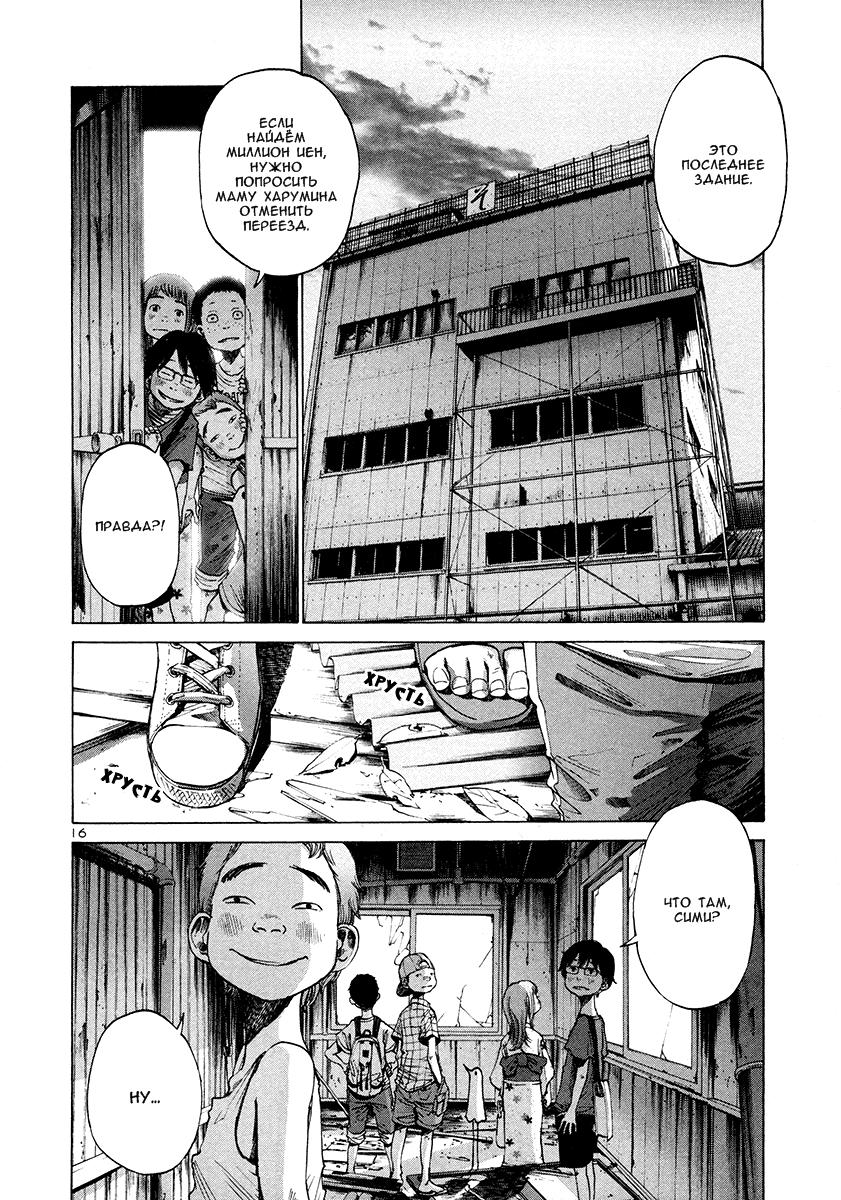 ЭТО
ПОСЛЕДНЕЕ
ЗДАНИЕ.
ЕСЛИ
НАЙДЁМ
МИЛЛИОН ИЕН,
НУЖНО
ПОПРОСИТЬ
МАМУ ХАРУМИНА
ОТМЕНИТЬ
ПЕРЕЕЗД.
ПРАВДА?!
ХРУСТЬ
ХРУСТЬ
16
ЧТО ТАМ,
СИМИ?
НУ...